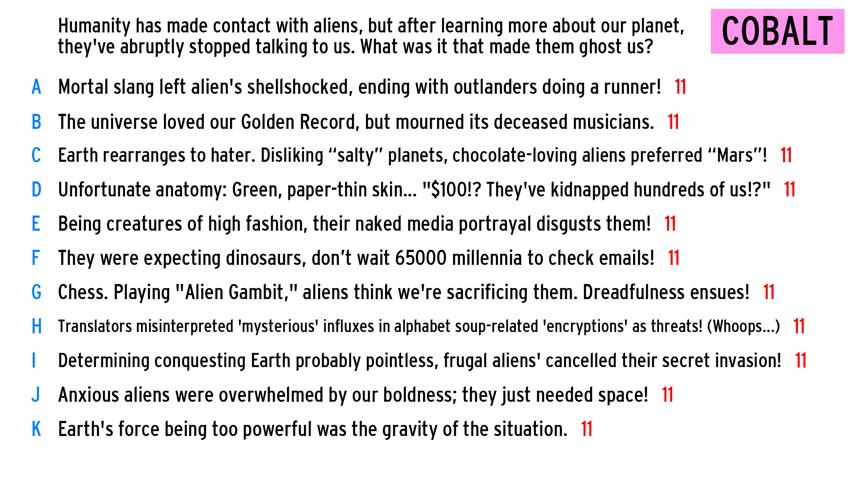 Humanity has made contact with aliens, but after learning more about our planet,
they've abruptly stopped talking to us. What was it that made them ghost us?
COBALT
A Mortal slang left alien's shellshocked, ending with outlanders doing a runner! 11
B The universe loved our Golden Record, but mourned its deceased musicians. 11
C Earth rearranges to hater. Disliking “salty” planets, chocolate-loving aliens preferred “Mars”! 11
D Unfortunate anatomy: Green, paper-thin skin... "$100!? They've kidnapped hundreds of us!?" 11
E Being creatures of high fashion, their naked media portrayal disgusts them! 11
F They were expecting dinosaurs, don’t wait 65000 millennia to check emails! 11
G Chess. Playing "Alien Gambit," aliens think we're sacrificing them. Dreadfulness ensues! 11
H Translators misinterpreted 'mysterious' influxes in alphabet soup-related 'encryptions' as threats! (Whoops...) 11
I Determining conquesting Earth probably pointless, frugal aliens' cancelled their secret invasion! 11
J Anxious aliens were overwhelmed by our boldness; they just needed space! 11
K Earth's force being too powerful was the gravity of the situation. 11